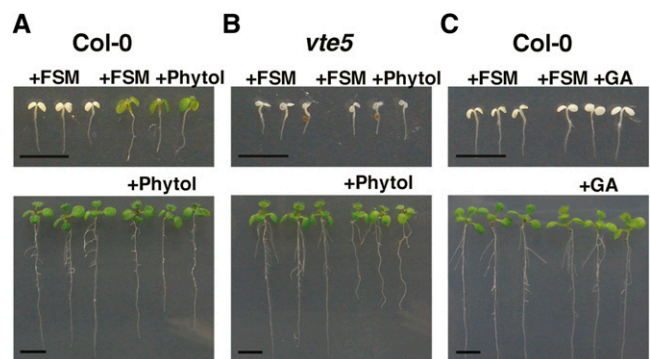 A Col-0
+FSM +FSM +Phytol
+Phytol
B vte5
+FSM +FSM +Phytol
+Phytol
C Col-0
+FSM +FSM +GA
+GA